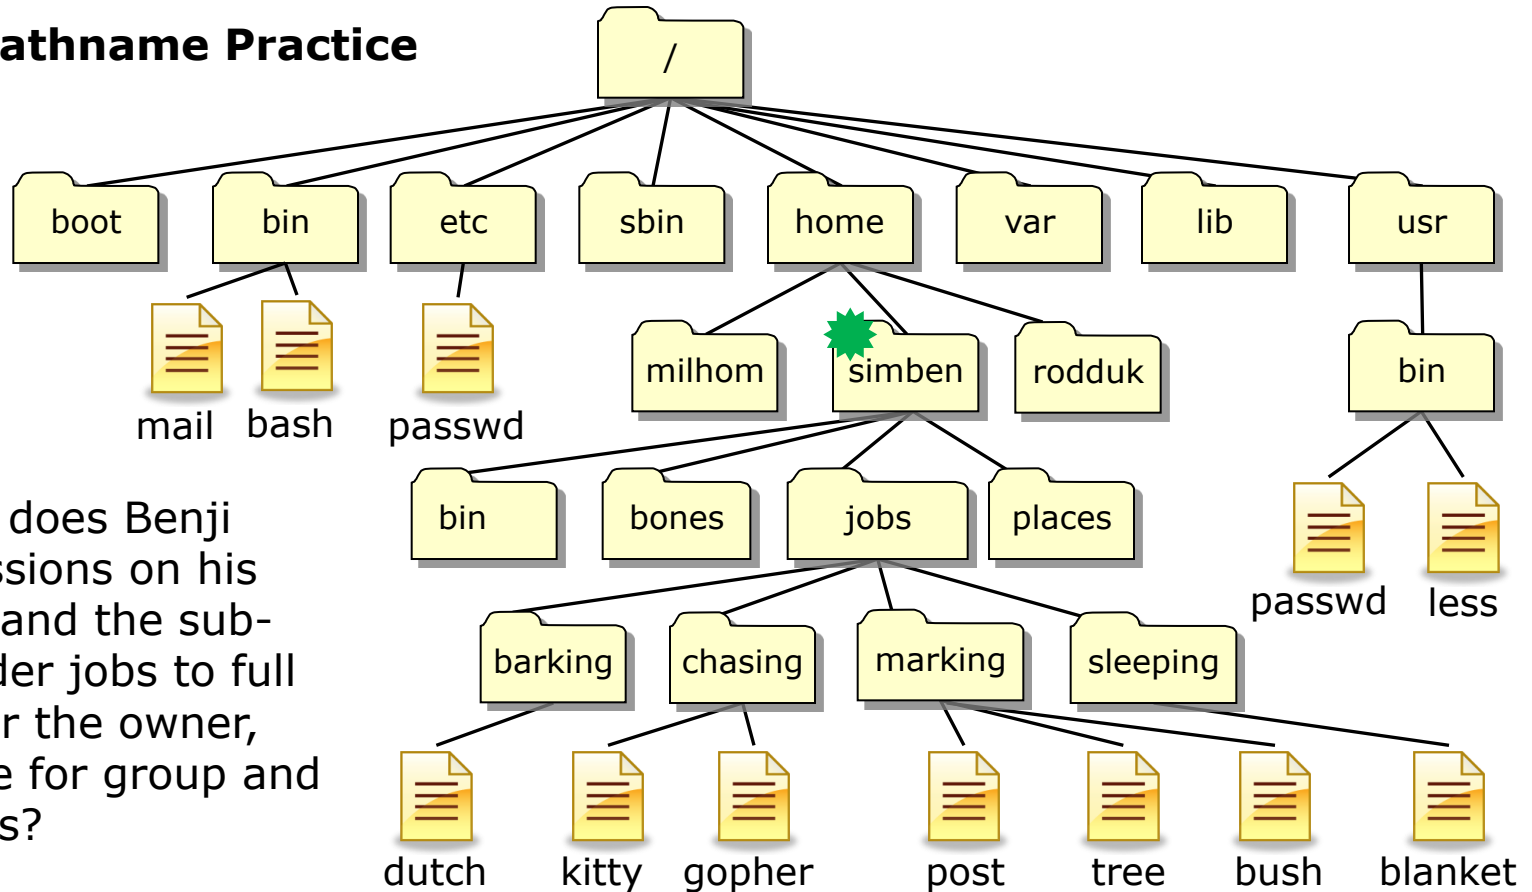 athname Practice
/
boot bin etc sbin home var lib usr
mail bash passwd
milhom simben rodduk bin
bin bones jobs places
passwd less
does Benji
ssions on his
and the sub-
der jobs to full
r the owner,
e for group and
s?
barking chasing marking sleeping
dutch kitty gopher post tree bush blanket